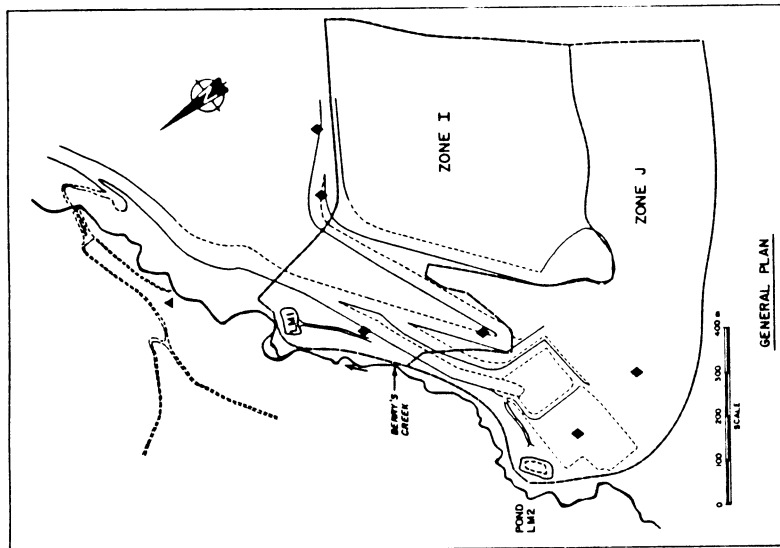 N
ZONE I
ZONE J
LM1
BERRY'S
CREEK
POND
LM2
0 100 200 300 400 m
SCALE
GENERAL PLAN